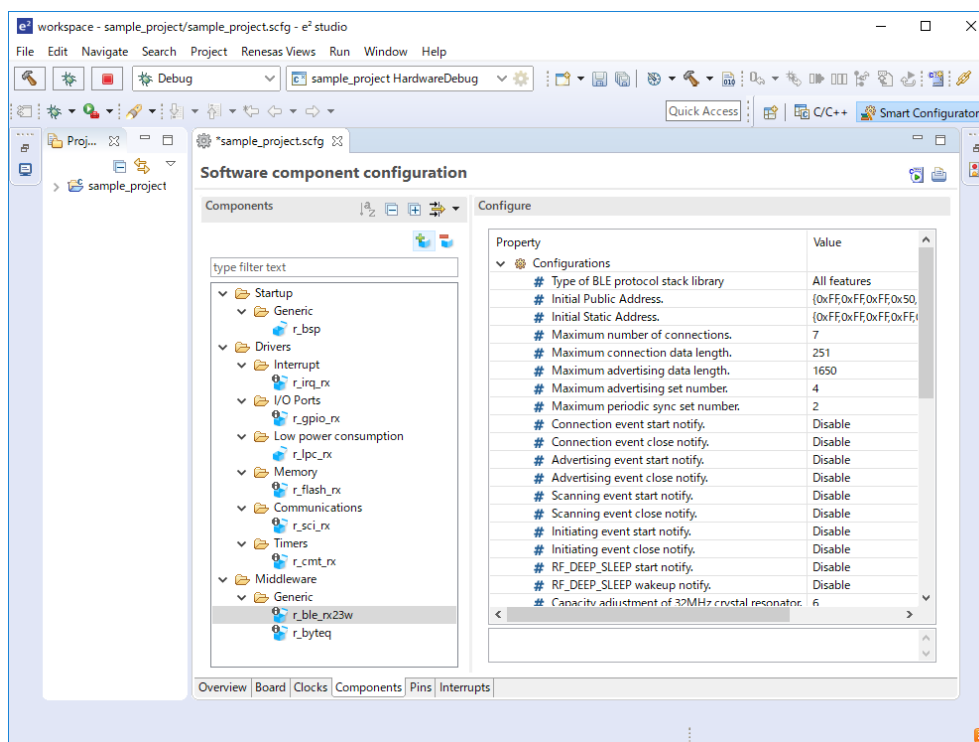 workspace - sample_project/sample_project.scfg - e² studio
File Edit Navigate Search Project Renesas Views Run Window Help
Debug sample_project HardwareDebug
Quick Access C/C++ Smart Configurator
Proj... *sample_project.scfg
sample_project
Software component configuration
Components
type filter text
Startup
Generic
r_bsp
Drivers
Interrupt
r_irq_rx
I/O Ports
r_gpio_rx
Low power consumption
r_lpc_rx
Memory
r_flash_rx
Communications
r_sci_rx
Timers
r_cmt_rx
Middleware
Generic
r_ble_rx23w
r_byteq
Configure
Property Value
Configurations
# Type of BLE protocol stack library All features
# Initial Public Address. {0xFF,0xFF,0xFF,0x50,
# Initial Static Address. {0xFF,0xFF,0xFF,0xFF,
# Maximum number of connections. 7
# Maximum connection data length. 251
# Maximum advertising data length. 1650
# Maximum advertising set number. 4
# Maximum periodic sync set number. 2
# Connection event start notify. Disable
# Connection event close notify. Disable
# Advertising event start notify. Disable
# Advertising event close notify. Disable
# Scanning event start notify. Disable
# Scanning event close notify. Disable
# Initiating event start notify. Disable
# Initiating event close notify. Disable
# RF_DEEP_SLEEP start notify. Disable
# RF_DEEP_SLEEP wakeup notify. Disable
# Capacity adjustment of 32MHz crystal resonator. 6
Overview Board Clocks Components Pins Interrupts